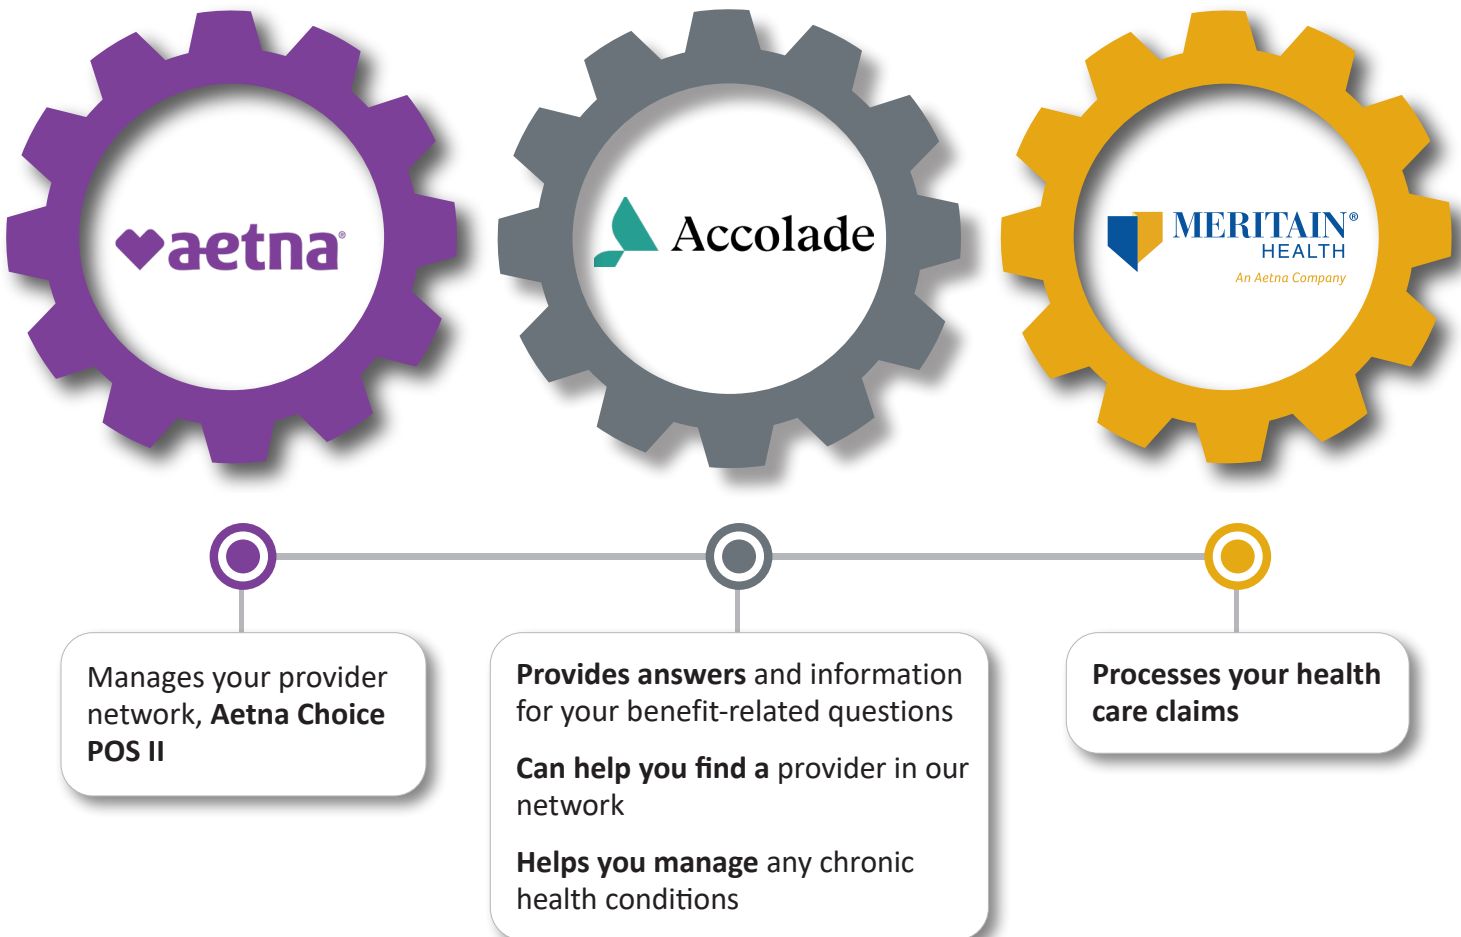 aetna®
Accolade
MERITAIN®
HEALTH
An Aetna Company
Manages your provider
network, Aetna Choice
POS II
Provides answers and information
for your benefit-related questions
Can help you find a provider in our
network
Helps you manage any chronic
health conditions
Processes your health
care claims